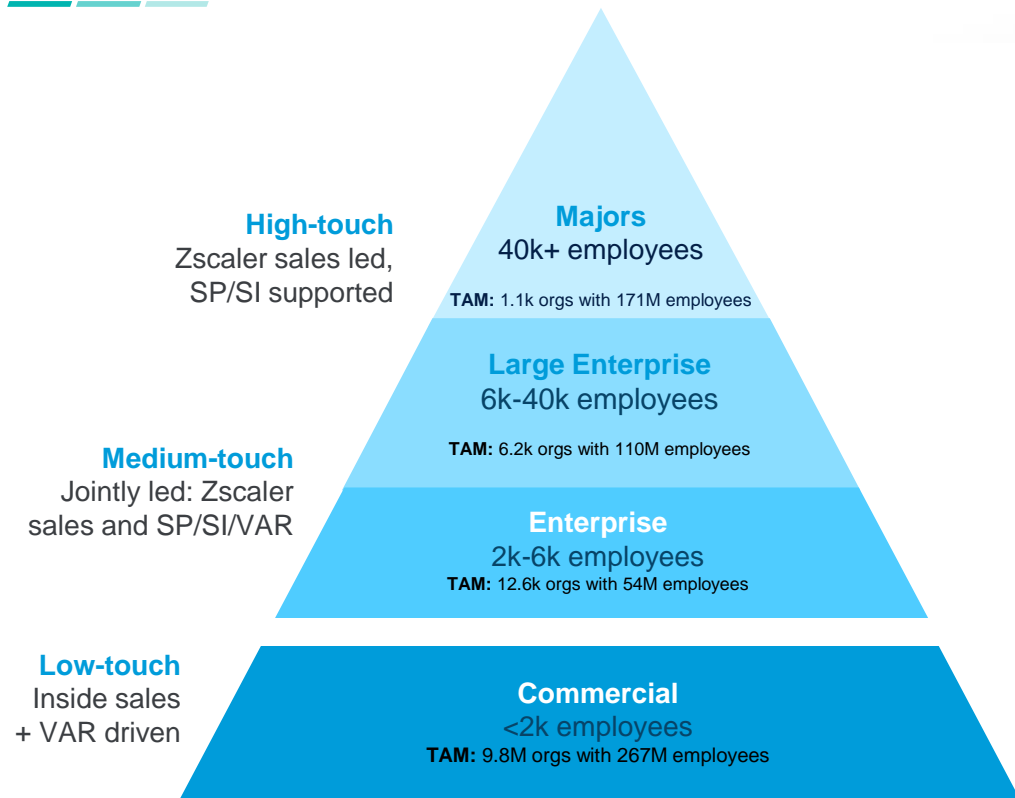 High-touch
Zscaler sales led,
SP/SI supported
Majors
40k+ employees
TAM: 1.1k orgs with 171M employees
Large Enterprise
6k-40k employees
TAM: 6.2k orgs with 110M employees
Medium-touch
Jointly led: Zscaler
sales and SP/SI/VAR
Enterprise
2k-6k employees
TAM: 12.6k orgs with 54M employees
Low-touch
Inside sales
+ VAR driven
Commercial
<2k employees
TAM: 9.8M orgs with 267M employees